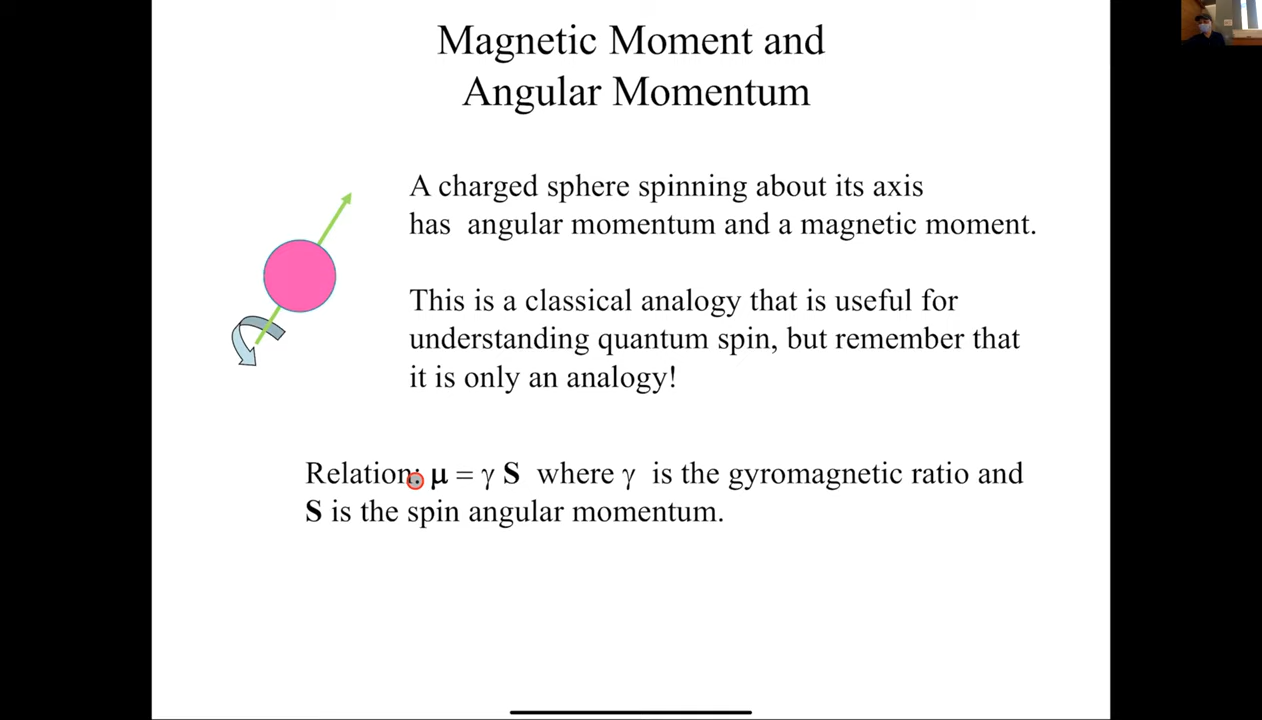 Magnetic Moment and
Angular Momentum
A charged sphere spinning about its axis
has angular momentum and a magnetic moment.
This is a classical analogy that is useful for
understanding quantum spin, but remember that
it is only an analogy!
Relation: μ = γ S where γ is the gyromagnetic ratio and
S is the spin angular momentum.